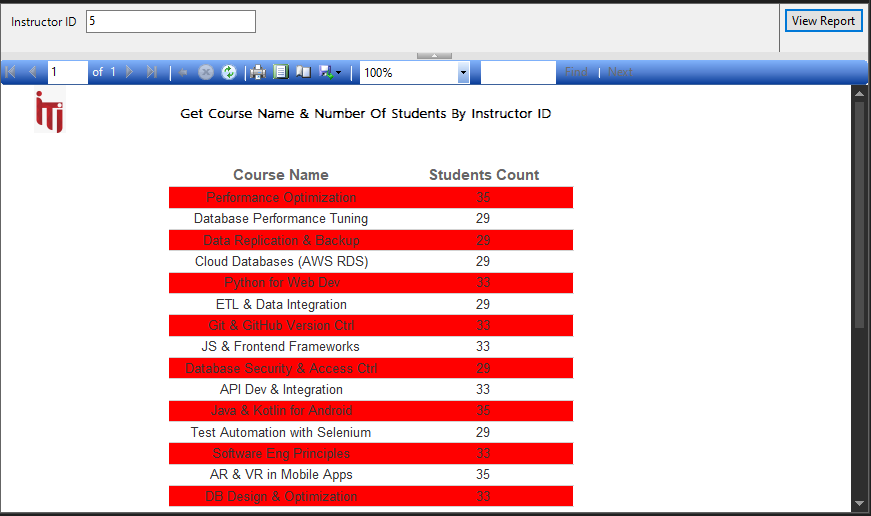 Instructor ID 5 View Report
1 of 1 100% Find | Next
iTi
Get Course Name & Number Of Students By Instructor ID
Course Name Students Count
Performance Optimization 35
Database Performance Tuning 29
Data Replication & Backup 29
Cloud Databases (AWS RDS) 29
Python for Web Dev 33
ETL & Data Integration 29
Git & GitHub Version Ctrl 33
JS & Frontend Frameworks 33
Database Security & Access Ctrl 29
API Dev & Integration 33
Java & Kotlin for Android 35
Test Automation with Selenium 29
Software Eng Principles 33
AR & VR in Mobile Apps 35
DB Design & Optimization 33